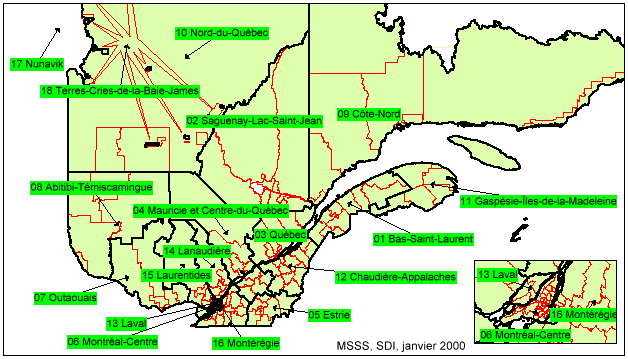 10 Nord-du-Québec
17 Nunavik
18 Terres-Cries-de-la-Baie-James
02 Saguenay-Lac-Saint-Jean
09 Côte-Nord
08 Abitibi-Témiscamingue
11 Gaspésie-Îles-de-la-Madeleine
04 Mauricie et Centre-du-Québec
03 Québec
01 Bas-Saint-Laurent
14 Lanaudière
15 Laurentides
12 Chaudière-Appalaches
13 Laval
07 Outaouais
05 Estrie
16 Montérégie
13 Laval
06 Montréal-Centre
06 Montréal-Centre
16 Montérégie
MSSS, SDI, janvier 2000